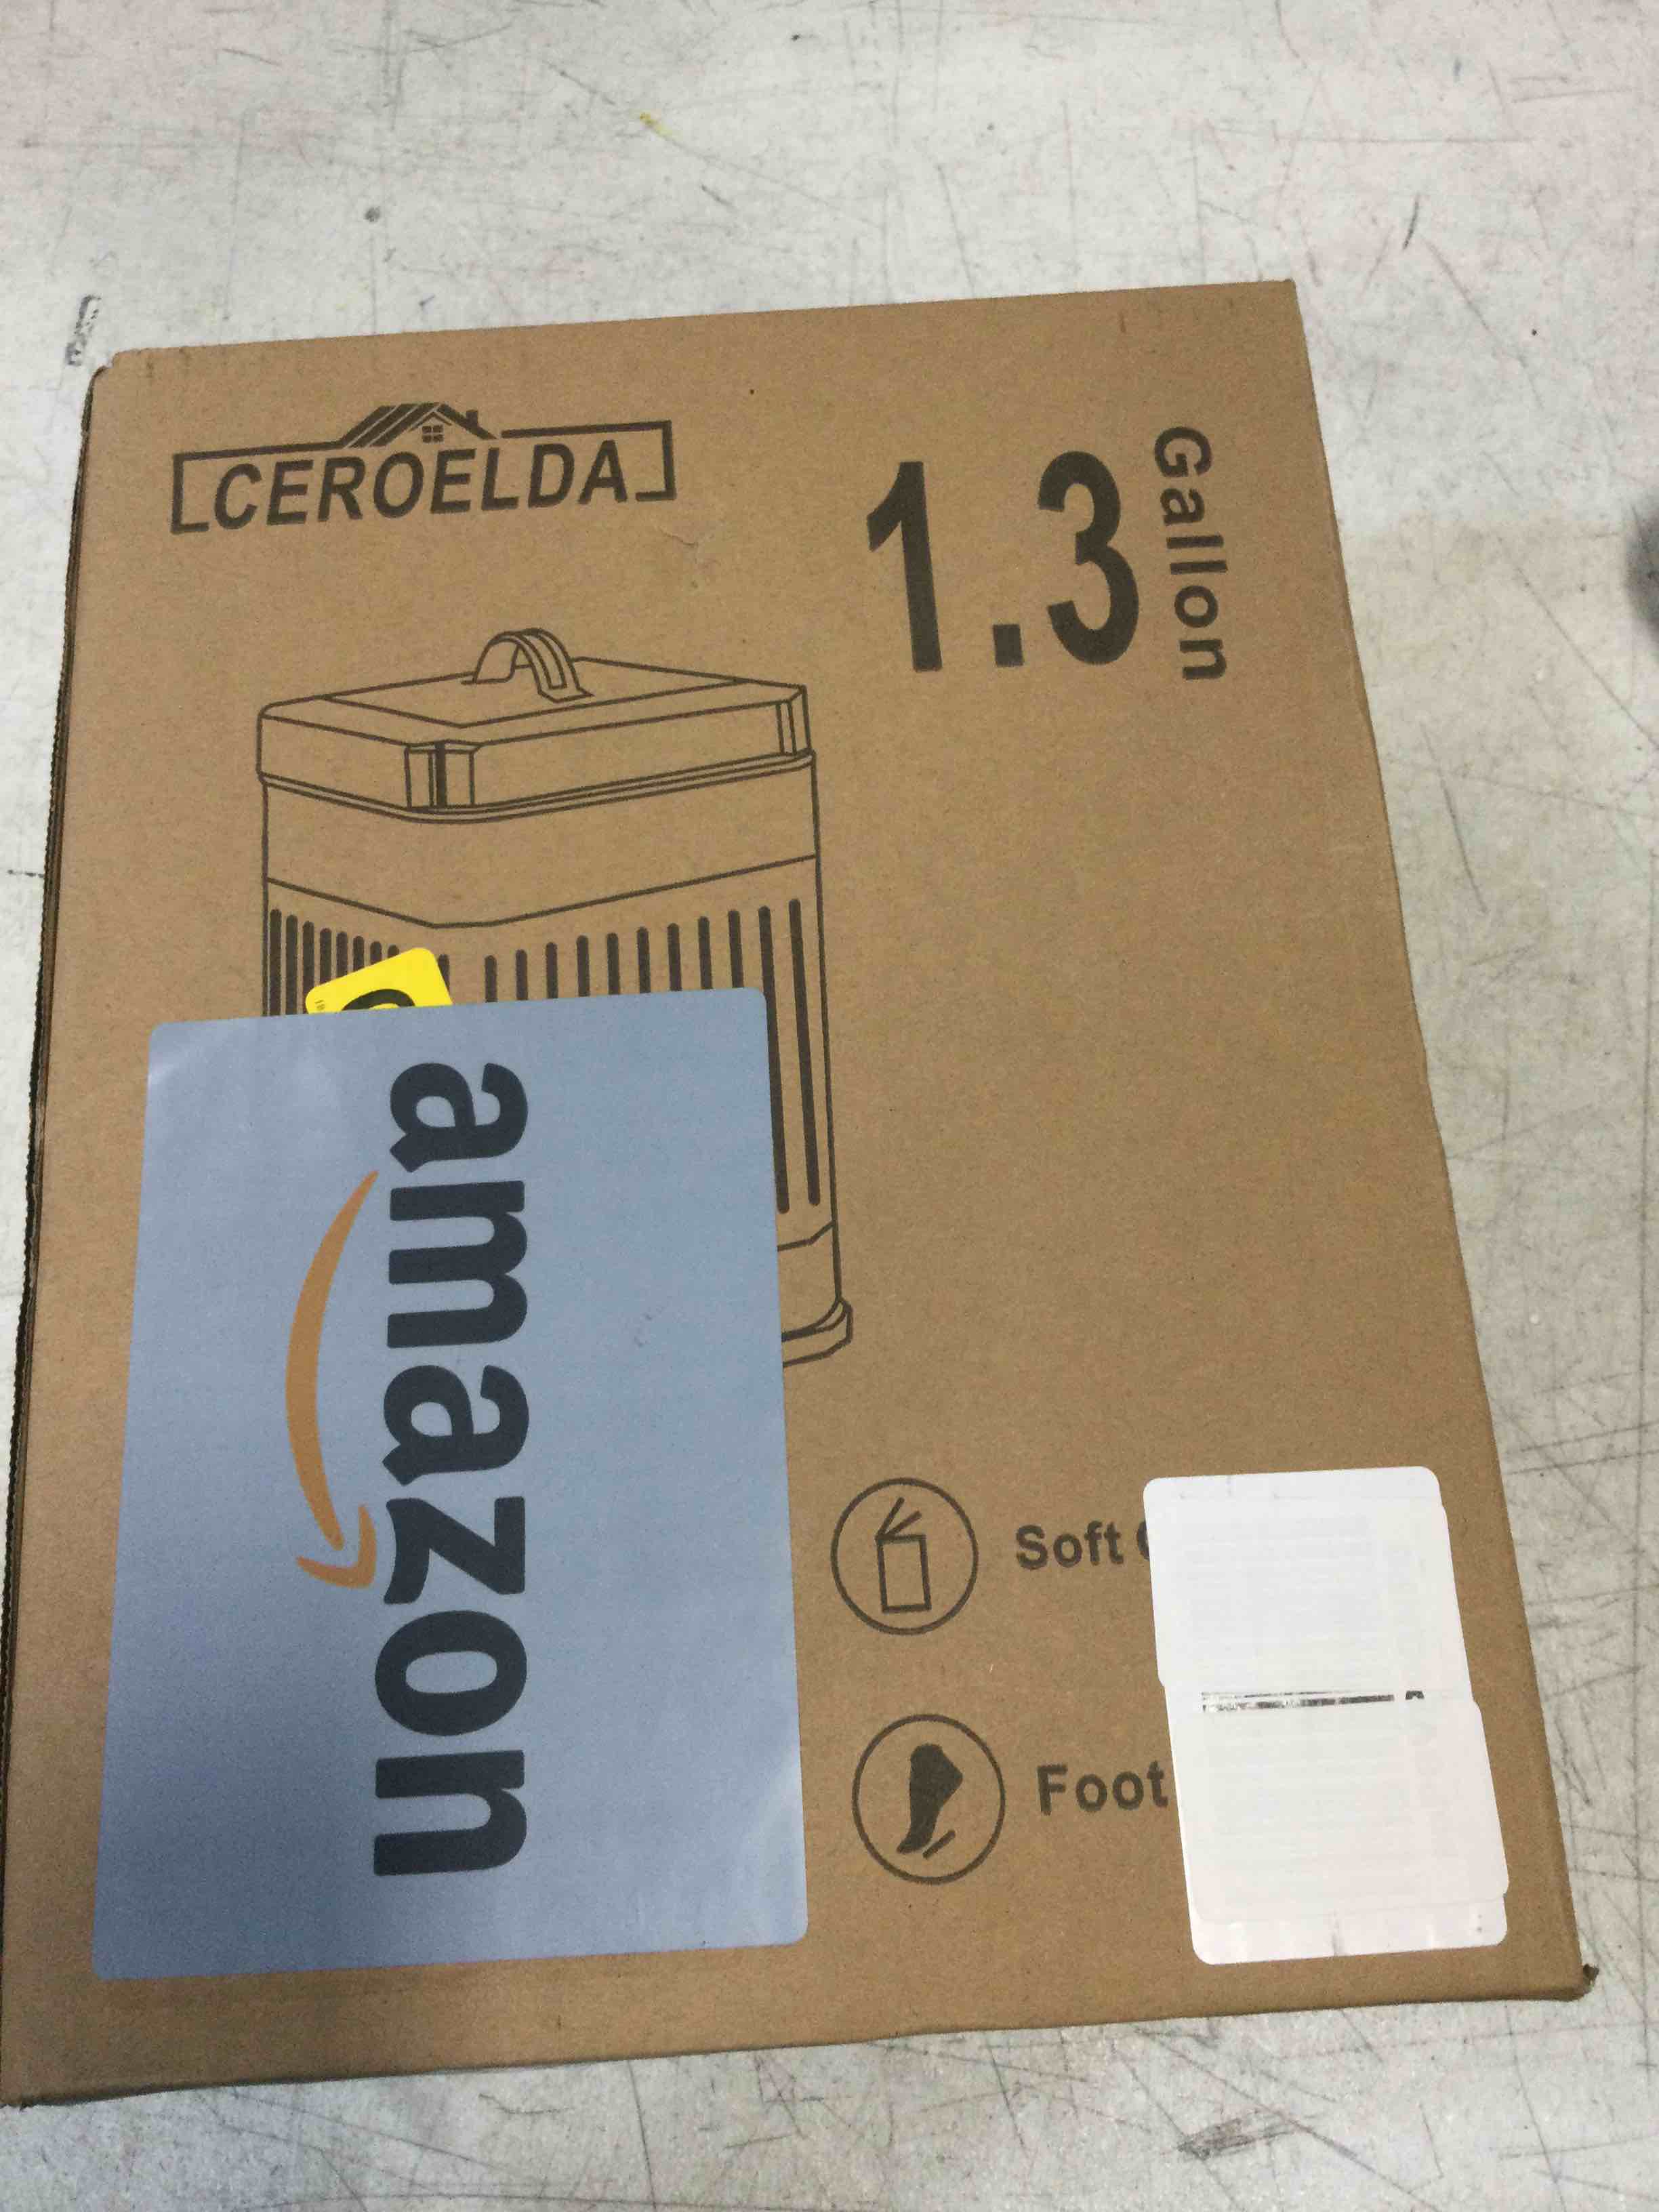 CEROELDA
1.3
Gallon
amazon
Soft
Foot